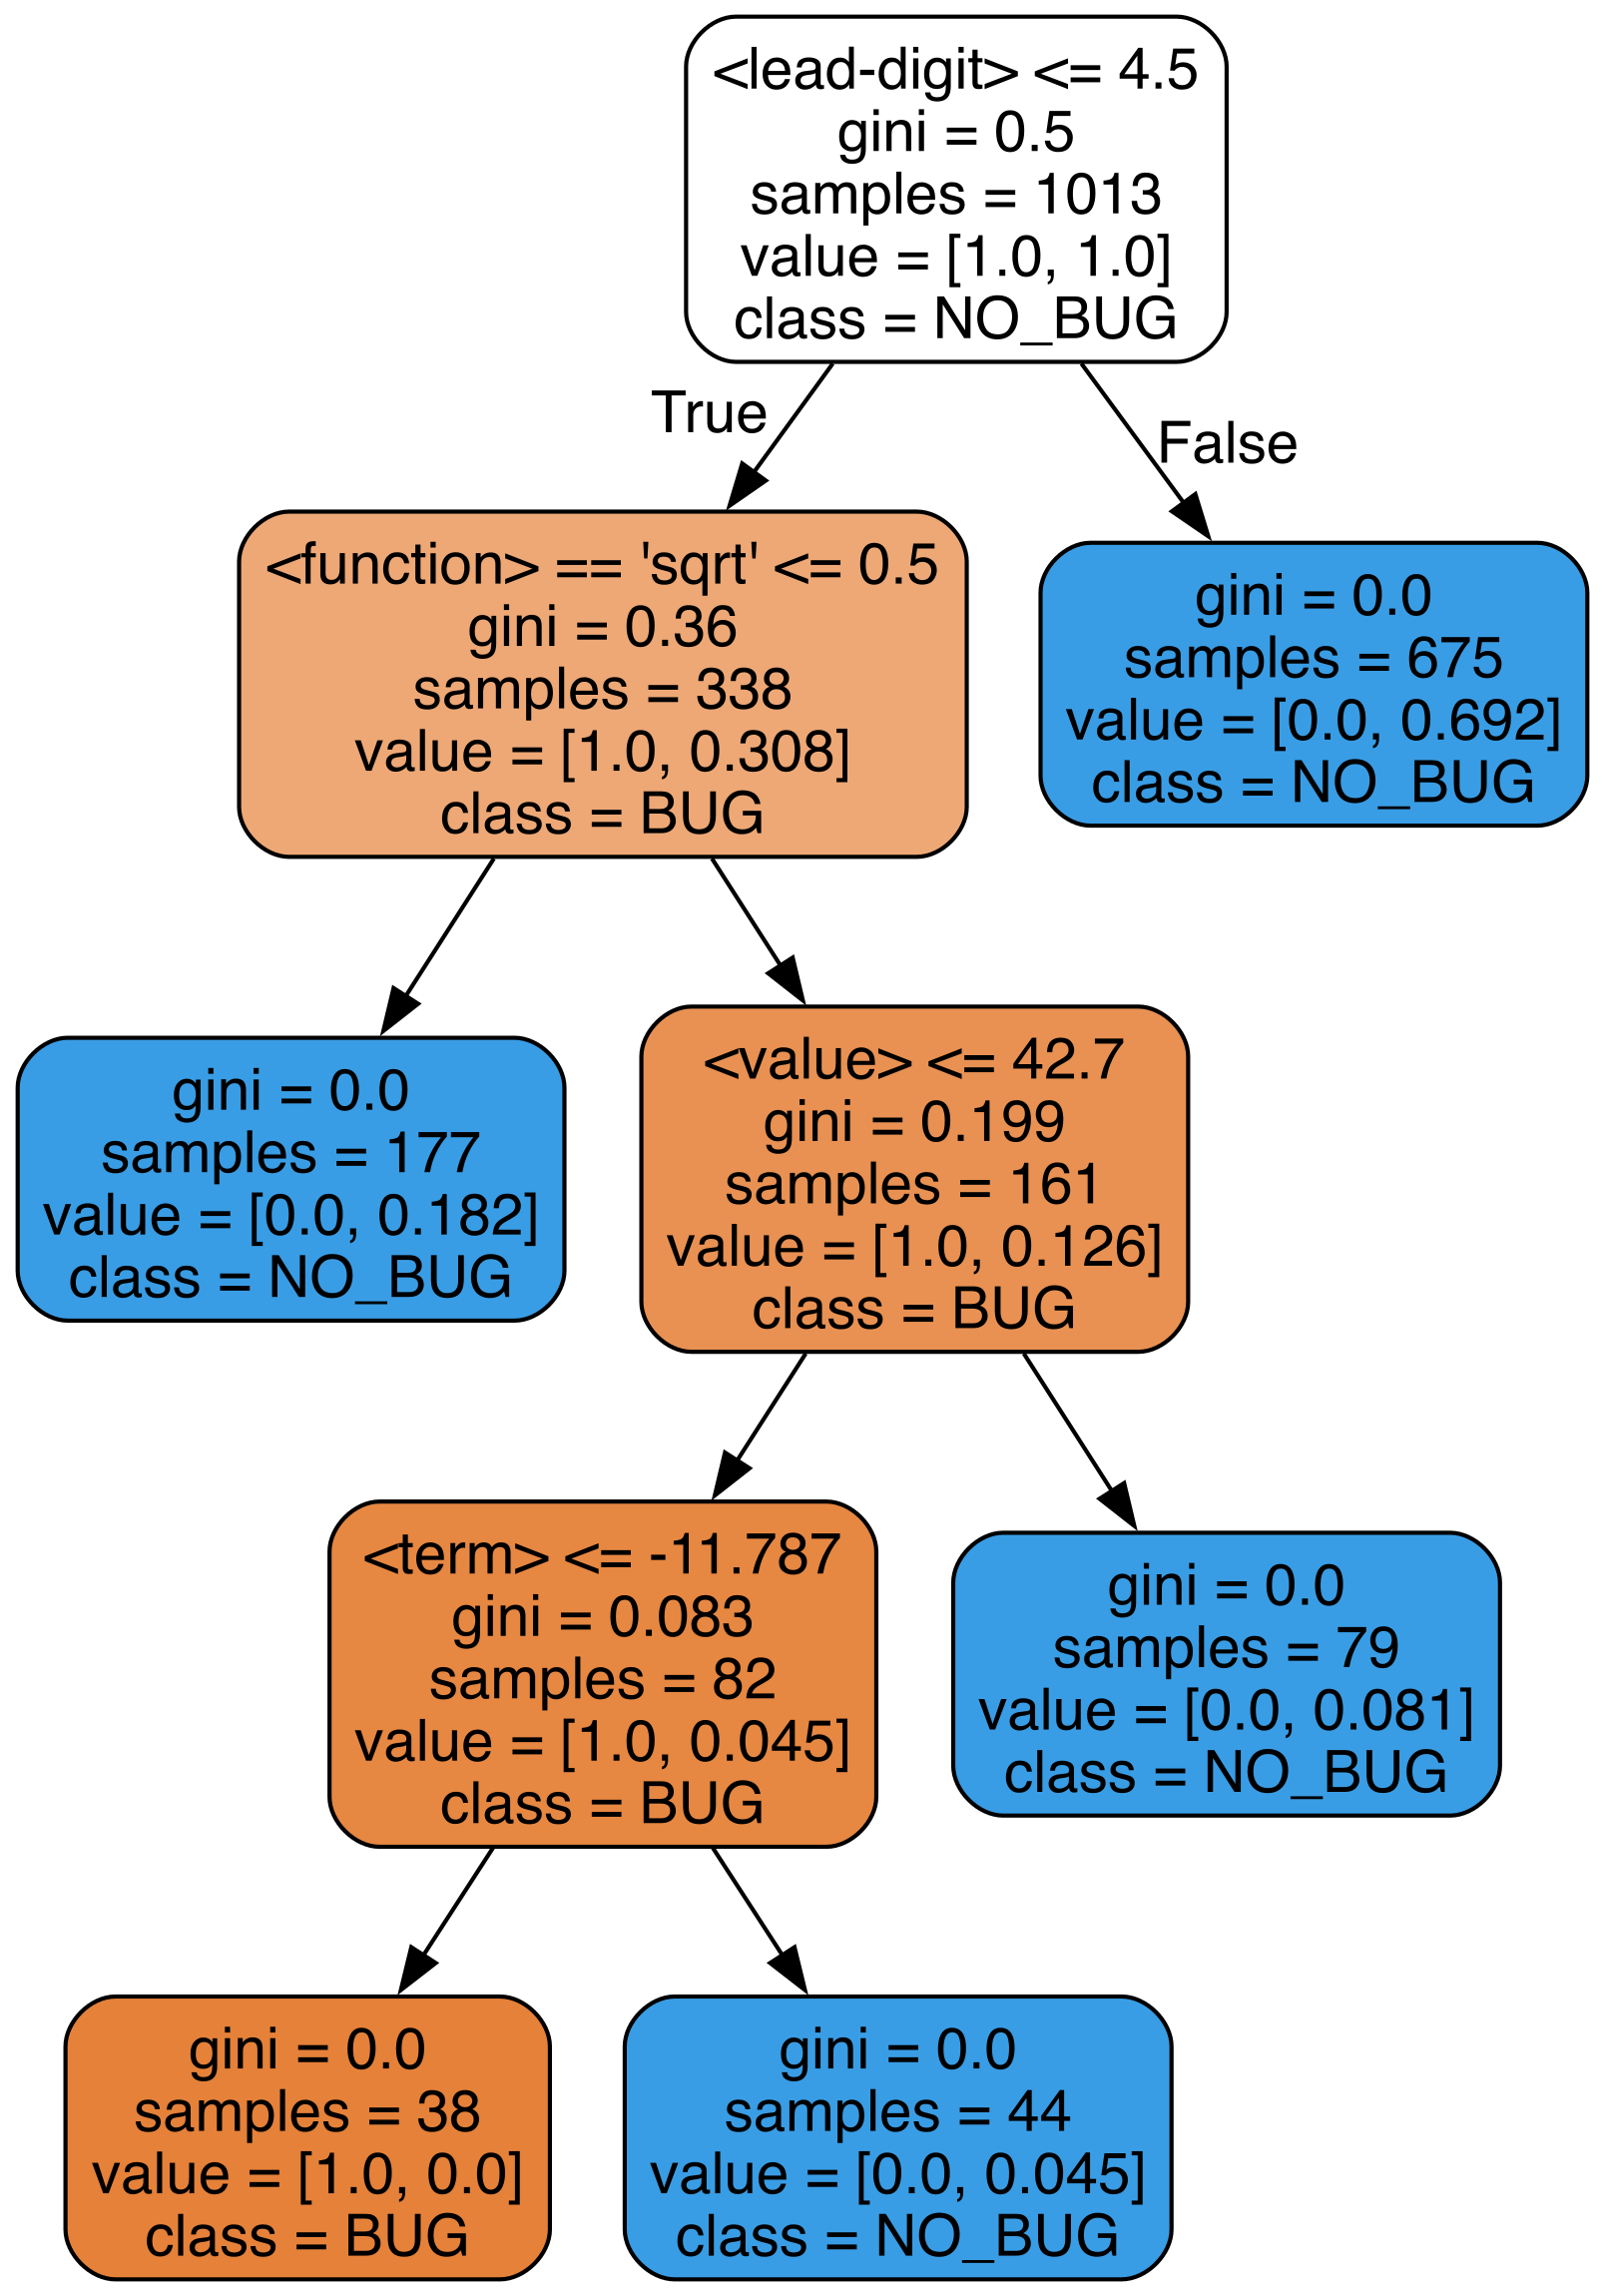 <lead-digit> <= 4.5
gini = 0.5
samples = 1013
value = [1.0, 1.0]
class = NO_BUG
True
False
<function> == 'sqrt' <= 0.5
gini = 0.36
samples = 338
value = [1.0, 0.308]
class = BUG
gini = 0.0
samples = 675
value = [0.0, 0.692]
class = NO_BUG
gini = 0.0
samples = 177
value = [0.0, 0.182]
class = NO_BUG
<value> <= 42.7
gini = 0.199
samples = 161
value = [1.0, 0.126]
class = BUG
<term> <= -11.787
gini = 0.083
samples = 82
value = [1.0, 0.045]
class = BUG
gini = 0.0
samples = 79
value = [0.0, 0.081]
class = NO_BUG
gini = 0.0
samples = 38
value = [1.0, 0.0]
class = BUG
gini = 0.0
samples = 44
value = [0.0, 0.045]
class = NO_BUG